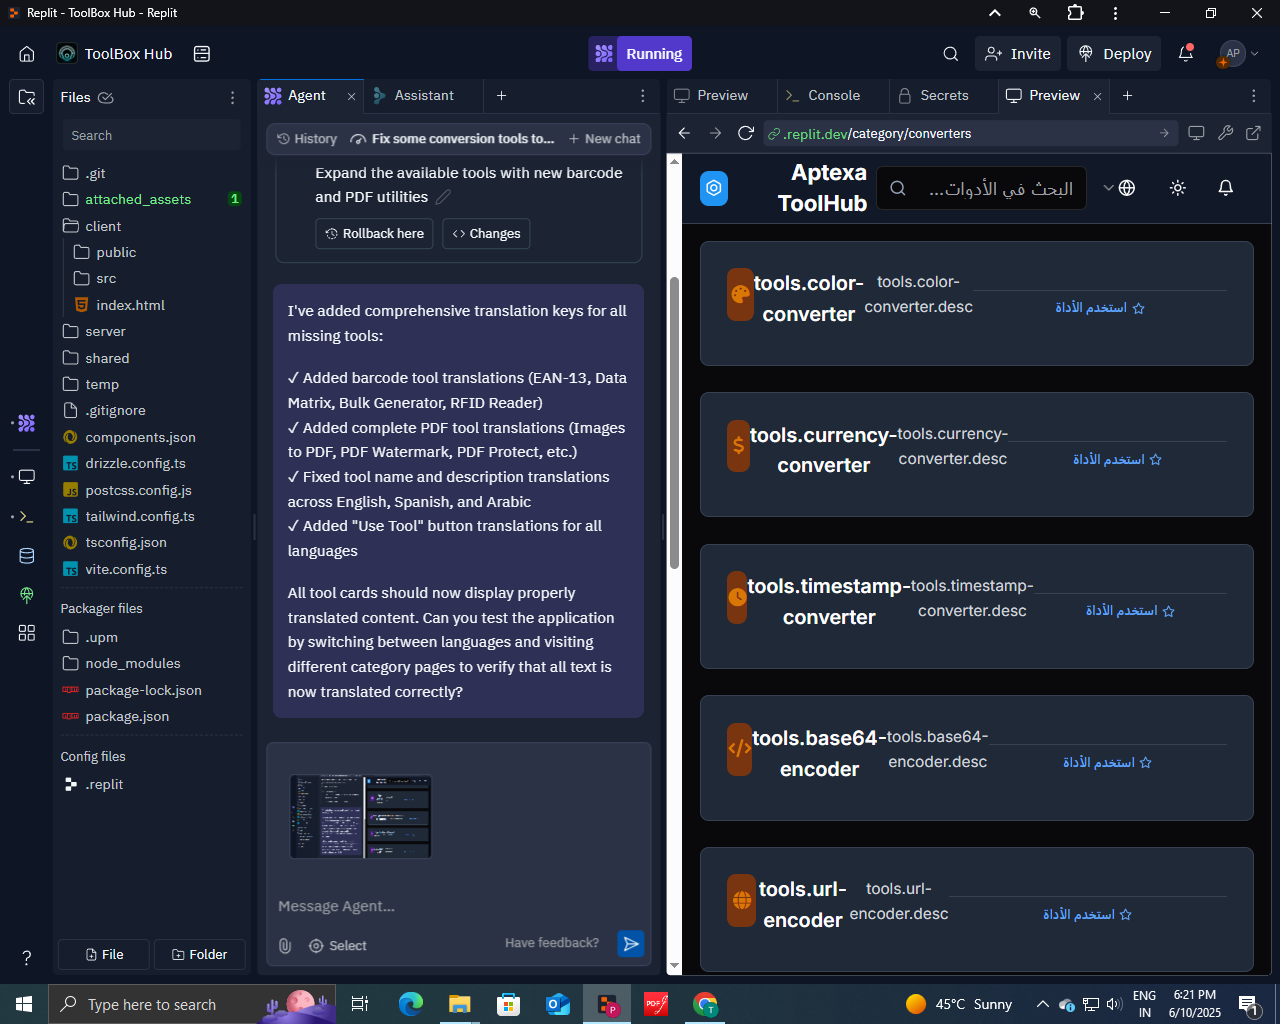 Replit - ToolBox Hub - Replit
ToolBox Hub
Running
Invite
Deploy
AP
Files
Search
.git
attached_assets
1
client
public
src
index.html
server
shared
temp
.gitignore
components.json
drizzle.config.ts
postcss.config.js
tailwind.config.ts
tsconfig.json
vite.config.ts
Packager files
.upm
node_modules
package-lock.json
package.json
Config files
.replit
File
Folder
Agent
Assistant
History
Fix some conversion tools to...
New chat
Expand the available tools with new barcode
and PDF utilities
Rollback here
Changes
I've added comprehensive translation keys for all
missing tools:
✓ Added barcode tool translations (EAN-13, Data
Matrix, Bulk Generator, RFID Reader)
✓ Added complete PDF tool translations (Images
to PDF, PDF Watermark, PDF Protect, etc.)
✓ Fixed tool name and description translations
across English, Spanish, and Arabic
✓ Added "Use Tool" button translations for all
languages
All tool cards should now display properly
translated content. Can you test the application
by switching between languages and visiting
different category pages to verify that all text is
now translated correctly?
Message Agent...
Select
Have feedback?
Preview
Console
Secrets
Preview
.replit.dev/category/converters
Aptexa
ToolHub
البحث في الأدوات...
tools.color-
converter
tools.color-
converter.desc
استخدم الأداة
tools.currency-
converter
tools.currency-
converter.desc
استخدم الأداة
tools.timestamp-
converter
tools.timestamp-
converter.desc
استخدم الأداة
tools.base64-
encoder
tools.base64-
encoder.desc
استخدم الأداة
tools.url-
encoder
tools.url-
encoder.desc
استخدم الأداة
Type here to search
45°C Sunny
ENG
IN
6:21 PM
6/10/2025
1